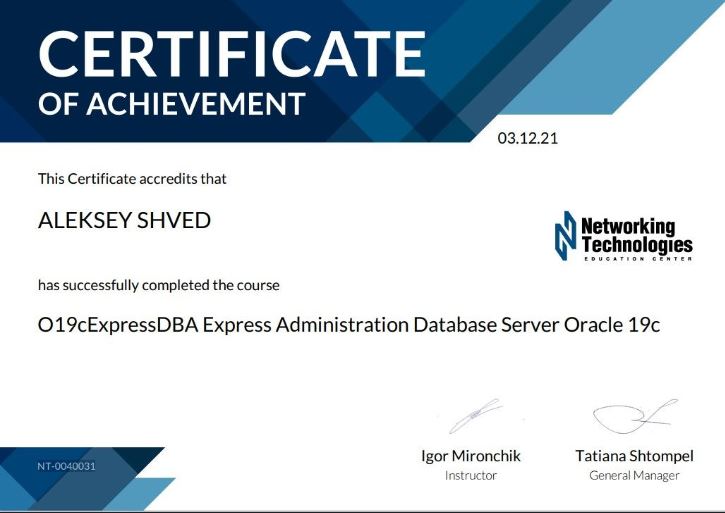 CERTIFICATE
OF ACHIEVEMENT
03.12.21
This Certificate accredits that
ALEKSEY SHVED
Networking
Technologies
EDUCATION CENTER
has successfully completed the course
O19cExpressDBA Express Administration Database Server Oracle 19c
Igor Mironchik
Tatiana Shtompel
Instructor
General Manager
NT-0040031